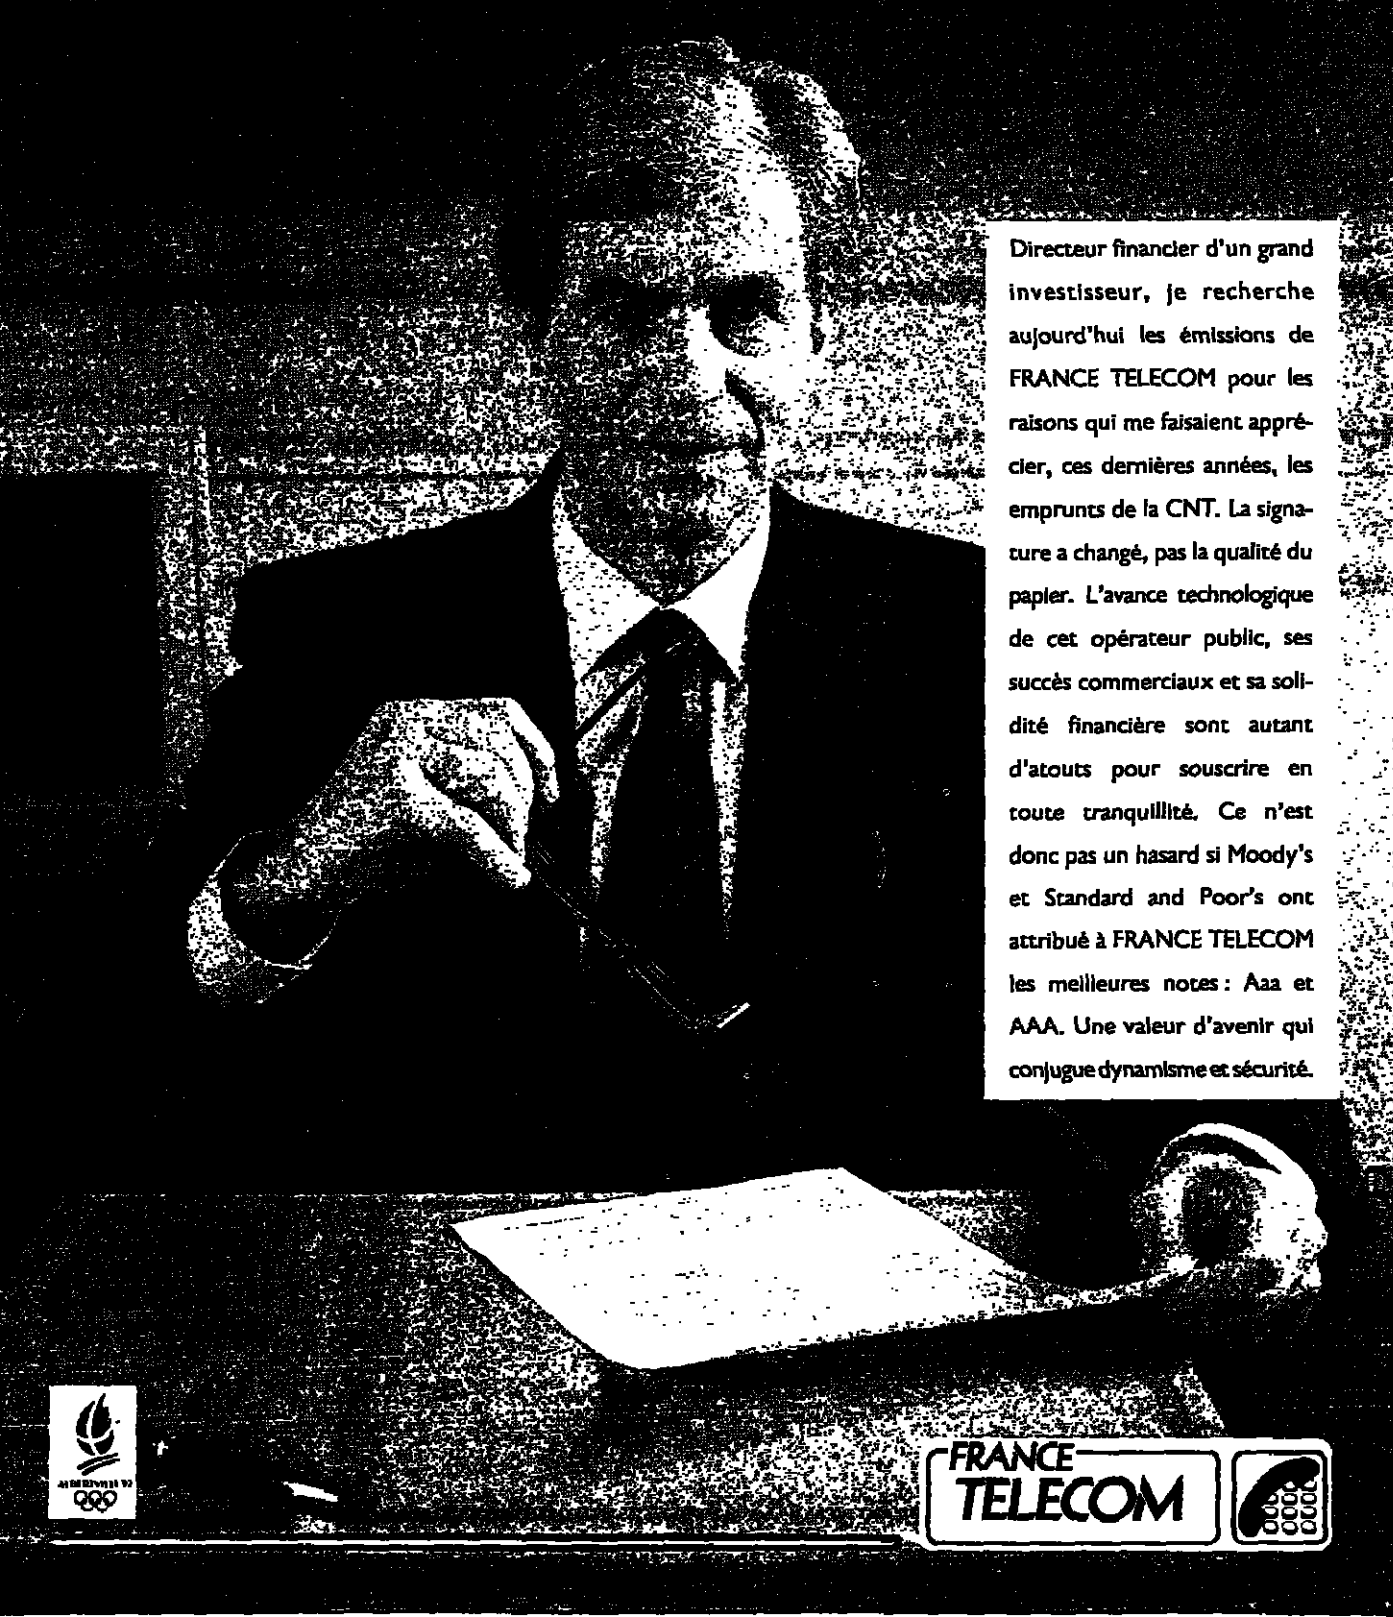 Directeur financier d'un grand
investisseur, je recherche
aujourd'hui les émissions de
FRANCE TELECOM pour les
raisons qui me faisaient appré-
cier, ces dernières années, les
emprunts de la CNT. La signa-
ture a changé, pas la qualité du
papier. L'avance technologique
de cet opérateur public, ses
succès commerciaux et sa soli-
dité financière sont autant
d'atouts pour souscrire en
toute tranquillité. Ce n'est
donc pas un hasard si Moody's
et Standard and Poor's ont
attribué à FRANCE TELECOM
les meilleures notes : Aaa et
AAA. Une valeur d'avenir qui
conjugue dynamisme et sécurité.
ALBERTVILLE 92
FRANCE
TELECOM